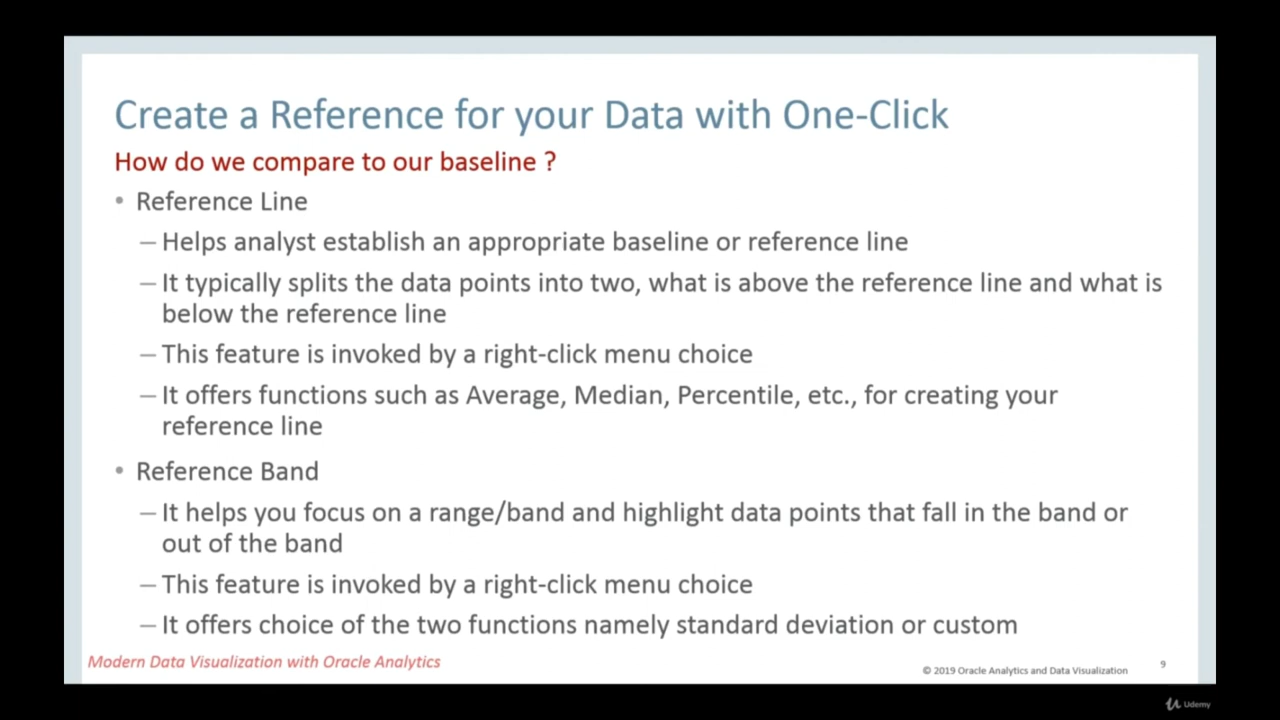 Create a Reference for your Data with One-Click
How do we compare to our baseline ?
• Reference Line
– Helps analyst establish an appropriate baseline or reference line
– It typically splits the data points into two, what is above the reference line and what is
below the reference line
– This feature is invoked by a right-click menu choice
– It offers functions such as Average, Median, Percentile, etc., for creating your
reference line
• Reference Band
– It helps you focus on a range/band and highlight data points that fall in the band or
out of the band
– This feature is invoked by a right-click menu choice
– It offers choice of the two functions namely standard deviation or custom
Modern Data Visualization with Oracle Analytics
© 2019 Oracle Analytics and Data Visualization
9
Udemy